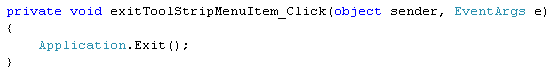 private void exitToolStripMenuItem_Click(object sender, EventArgs e)
{
    Application.Exit();
}